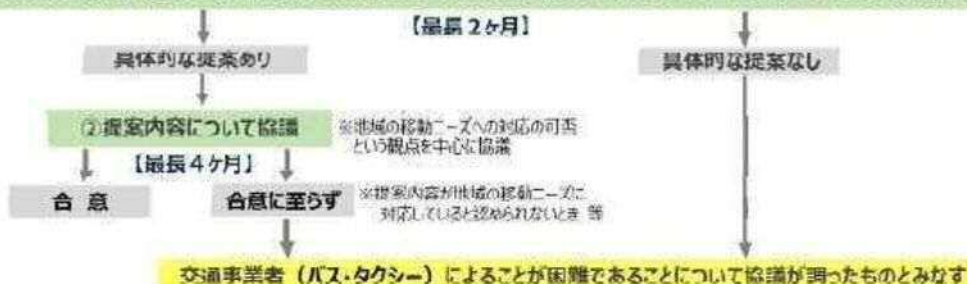 【最長2ヶ月】
具体的な提案あり
具体的な提案なし
②提案内容について協議
※地域の移動ニーズへの対応の可否
という観点を中心に協議
【最長4ヶ月】
合意
合意に至らず
※提案内容が地域の移動ニーズに
対応していると認められないとき 等
交通事業者（バス・タクシー）によることが困難であることについて協議が調ったものとみなす